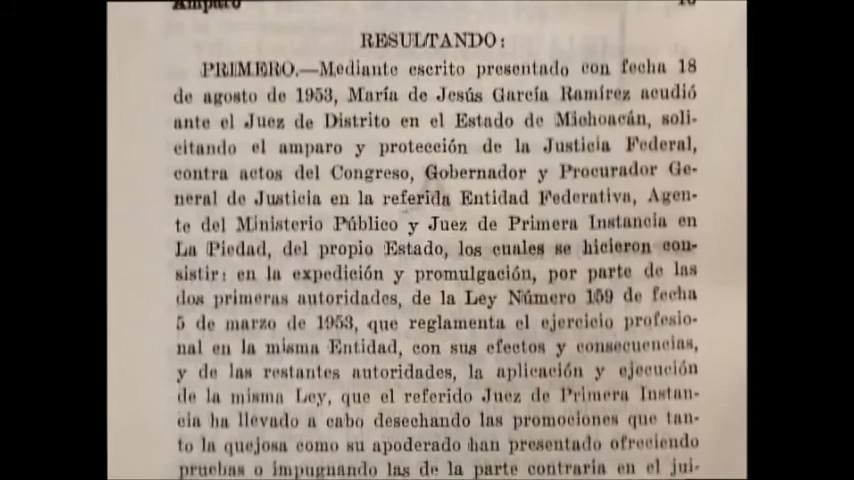 Amparo
RESULTANDO:
PRIMERO.—Mediante escrito presentado con fecha 18
de agosto de 1953, María de Jesús García Ramírez acudió
ante el Juez de Distrito en el Estado de Michoacán, soli-
citando el amparo y protección de la Justicia Federal,
contra actos del Congreso, Gobernador y Procurador Ge-
neral de Justicia en la referida Entidad Federativa, Agen-
te del Ministerio Público y Juez de Primera Instancia en
La Piedad, del propio Estado, los cuales se hicieron con-
sistir: en la expedición y promulgación, por parte de las
dos primeras autoridades, de la Ley Número 159 de fecha
5 de marzo de 1953, que reglamenta el ejercicio profesio-
nal en la misma Entidad, con sus efectos y consecuencias,
y de las restantes autoridades, la aplicación y ejecución
de la misma Ley, que el referido Juez de Primera Instan-
cia ha llevado a cabo desechando las promociones que tan-
to la quejosa como su apoderado han presentado ofreciendo
pruebas o impugnando las de la parte contraria en el jui-